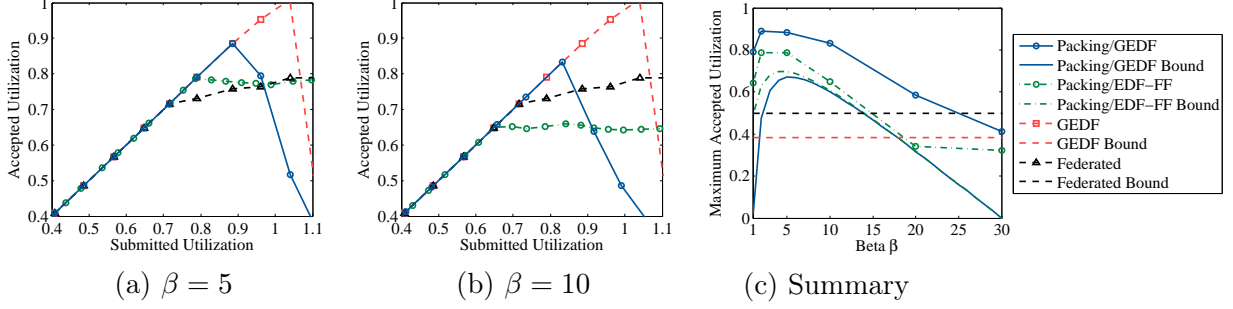 Accepted Utilization
1
0.9
0.8
0.7
0.6
0.5
0.4
0.4 0.5 0.6 0.7 0.8 0.9 1 1.1
Submitted Utilization
(a) β = 5
Accepted Utilization
1
0.9
0.8
0.7
0.6
0.5
0.4
0.4 0.5 0.6 0.7 0.8 0.9 1 1.1
Submitted Utilization
(b) β = 10
Maximum Accepted Utilization
1
0.8
0.6
0.4
0.2
0
1 5 10 15 20 25 30
Beta β
(c) Summary
Packing/GEDF
Packing/GEDF Bound
Packing/EDF−FF
Packing/EDF−FF Bound
GEDF
GEDF Bound
Federated
Federated Bound